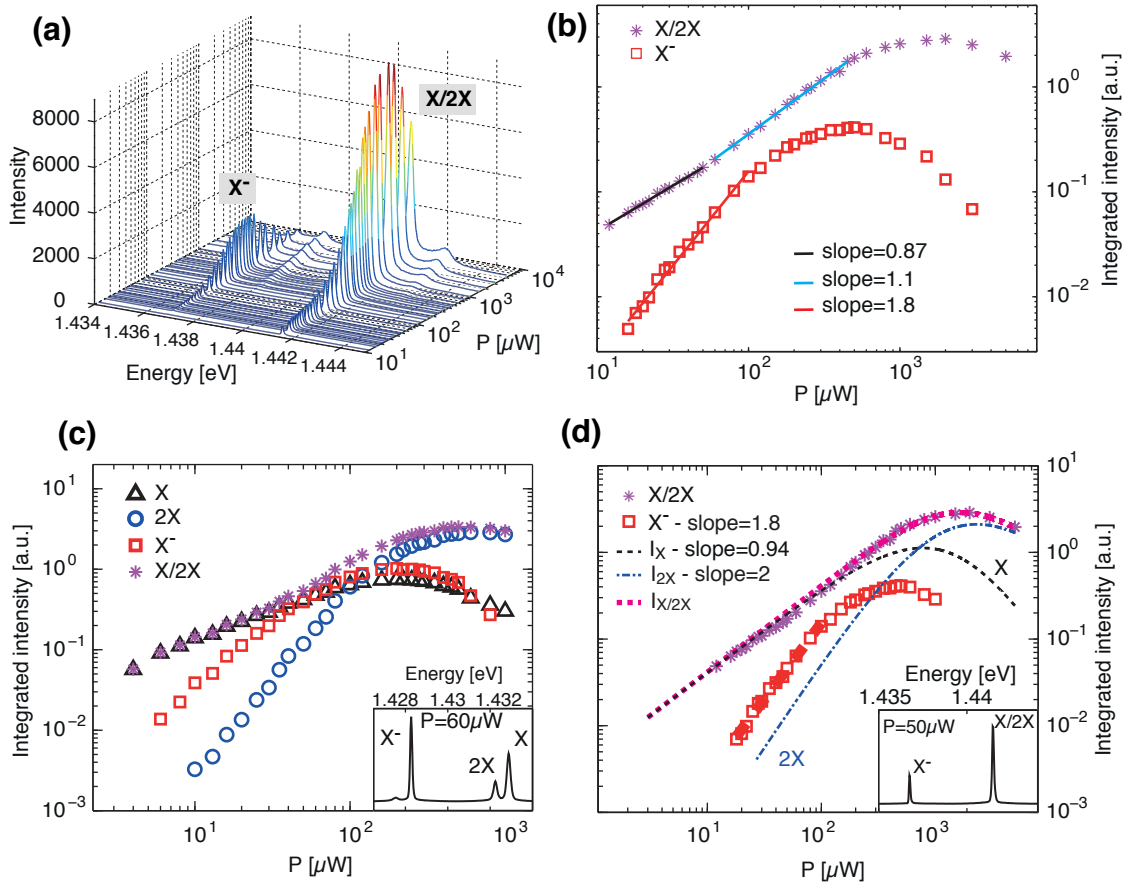 (a)
X/2X
X⁻
8000
6000
4000
2000
0
Intensity
1.434
1.436
1.438
1.44
1.442
1.444
Energy [eV]
10¹
10²
10³
10⁴
P [µW]
(b)
X/2X
X⁻
slope=0.87
slope=1.1
slope=1.8
10⁰
10⁻¹
10⁻²
Integrated intensity [a.u.]
10¹ 10² 10³
P [µW]
(c)
X
2X
X⁻
X/2X
10¹
10⁰
10⁻¹
10⁻²
10⁻³
Integrated intensity [a.u.]
Energy [eV]
1.428 1.43 1.432
P=60µW
X⁻
2X
X
10¹ 10² 10³
P [µW]
(d)
X/2X
X⁻ - slope=1.8
I_X - slope=0.94
I_2X - slope=2
I_X/2X
X
2X
10¹
10⁰
10⁻¹
10⁻²
10⁻³
Integrated intensity [a.u.]
Energy [eV]
1.435 1.44
P=50µW
X/2X
X⁻
10¹ 10² 10³
P [µW]